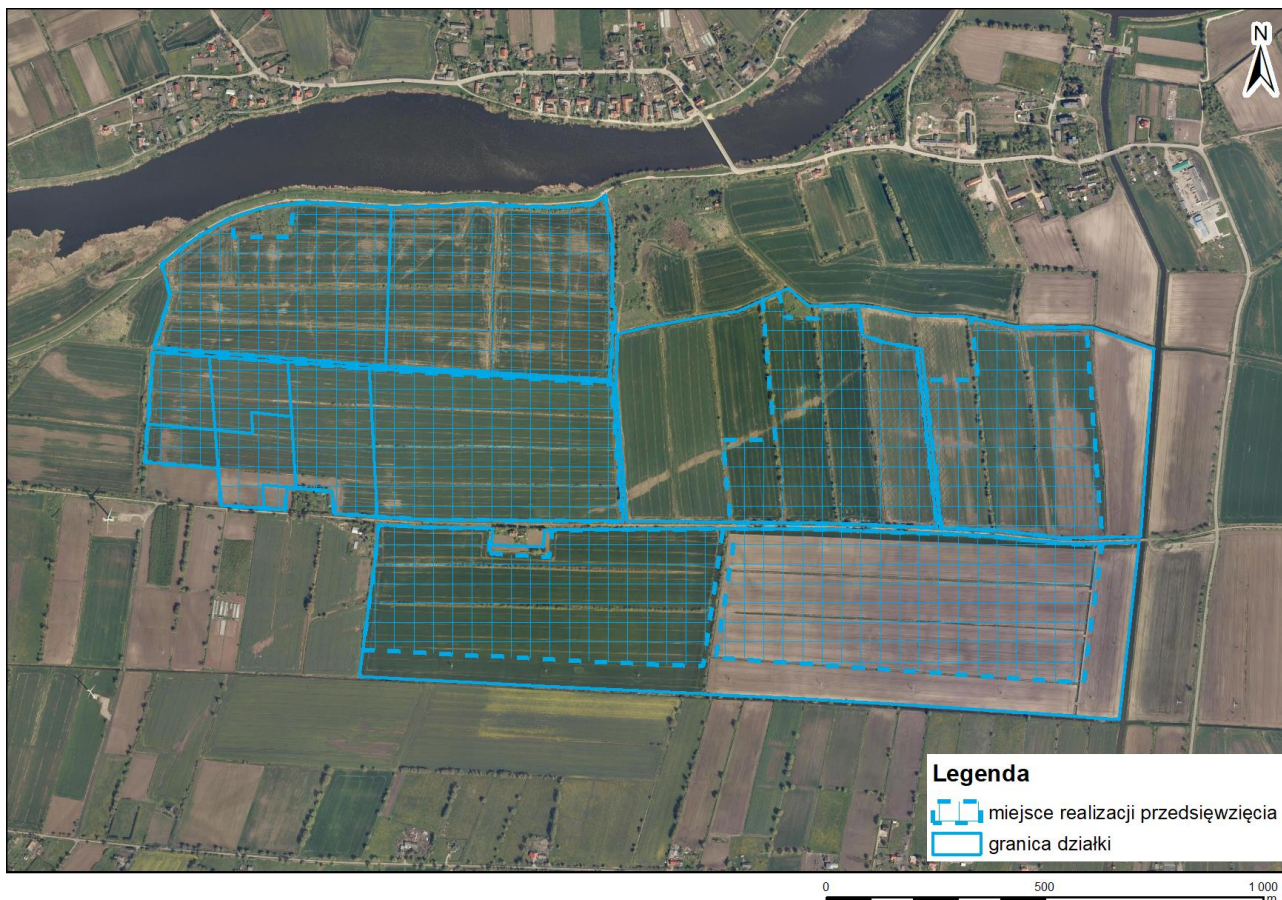 N
Legenda
miejsce realizacji przedsięwzięcia
granica działki
0 500 1 000
m